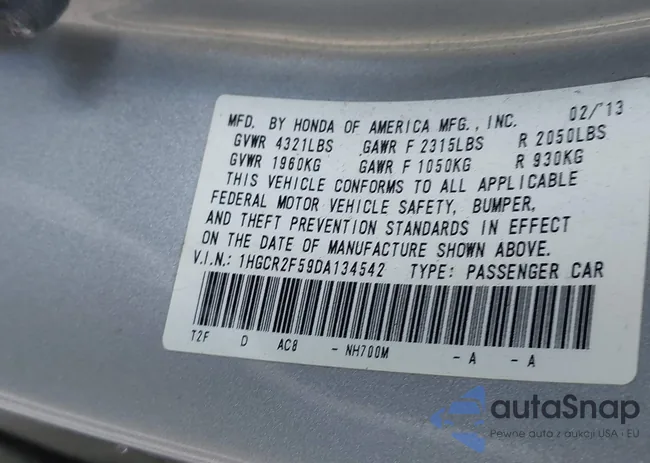 MFD. BY HONDA OF AMERICA MFG., INC. 02/'13
GVWR 4321LBS GAWR F 2315LBS R 2050LBS
GVWR 1960KG GAWR F 1050KG R 930KG
THIS VEHICLE CONFORMS TO ALL APPLICABLE
FEDERAL MOTOR VEHICLE SAFETY, BUMPER,
AND THEFT PREVENTION STANDARDS IN EFFECT
ON THE DATE OF MANUFACTURE SHOWN ABOVE.
V.I.N.: 1HGCR2F59DA134542 TYPE: PASSENGER CAR
T2F D AC8 - NH700M - A - A
autaSnap
Pewne auta z aukcji USA i EU